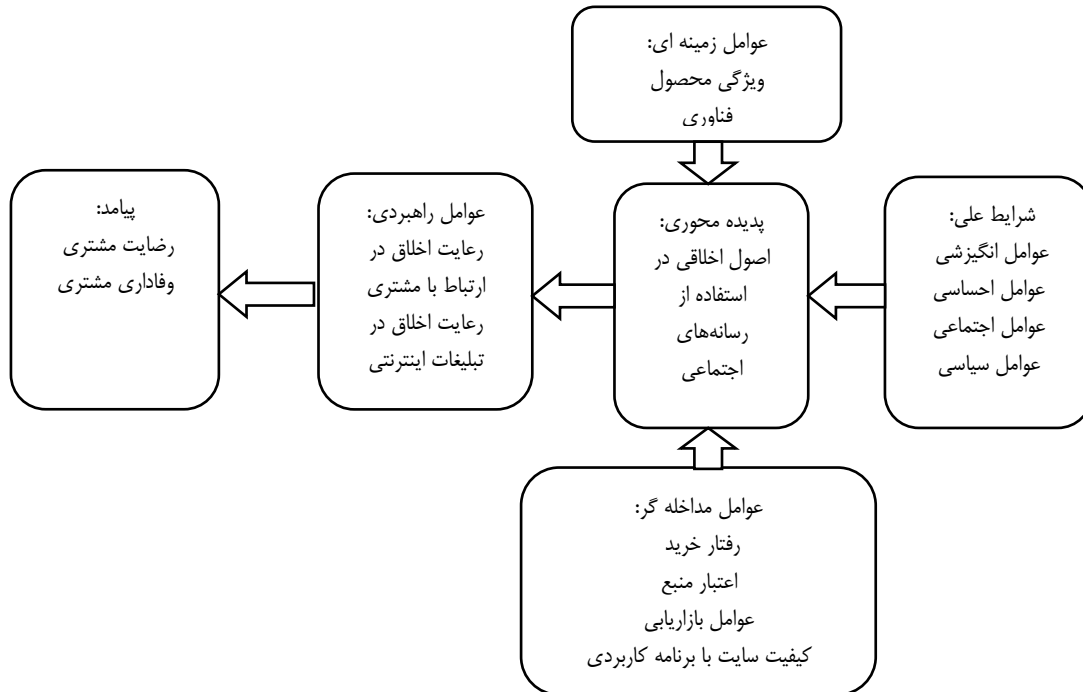 عوامل زمینه ای:
ویژگی محصول
فناوری
شرایط علی:
عوامل انگیزشی
عوامل احساسی
عوامل اجتماعی
عوامل سیاسی
پدیده محوری:
اصول اخلاقی در
استفاده از
رسانه‌های
اجتماعی
عوامل راهبردی:
رعایت اخلاق در
ارتباط با مشتری
رعایت اخلاق در
تبلیغات اینترنتی
پیامد:
رضایت مشتری
وفاداری مشتری
عوامل مداخله گر:
رفتار خرید
اعتبار منبع
عوامل بازاریابی
کیفیت سایت با برنامه کاربردی